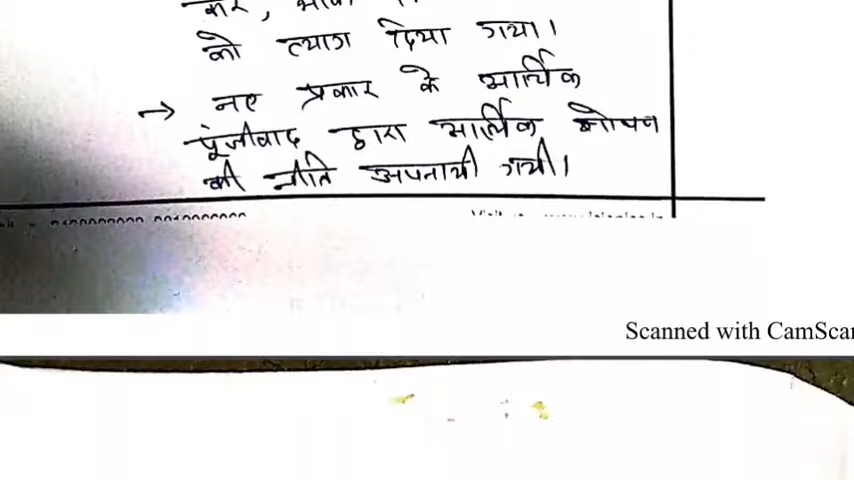 को त्याग दिया गया।
→ नए प्रकार के आर्थिक
पूंजीवाद द्वारा आर्थिक शोषण
की नीति अपनायी गयी।
Scanned with CamScan